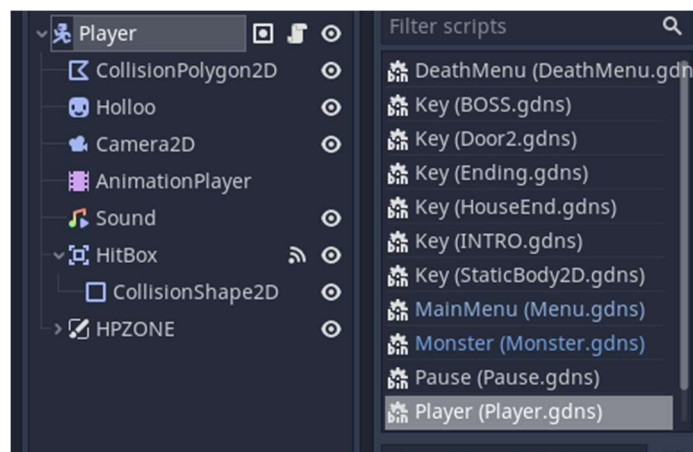 Player
CollisionPolygon2D
Holloo
Camera2D
AnimationPlayer
Sound
HitBox
CollisionShape2D
HPZONE
Filter scripts
DeathMenu (DeathMenu.gdn
Key (BOSS.gdns)
Key (Door2.gdns)
Key (Ending.gdns)
Key (HouseEnd.gdns)
Key (INTRO.gdns)
Key (StaticBody2D.gdns)
MainMenu (Menu.gdns)
Monster (Monster.gdns)
Pause (Pause.gdns)
Player (Player.gdns)